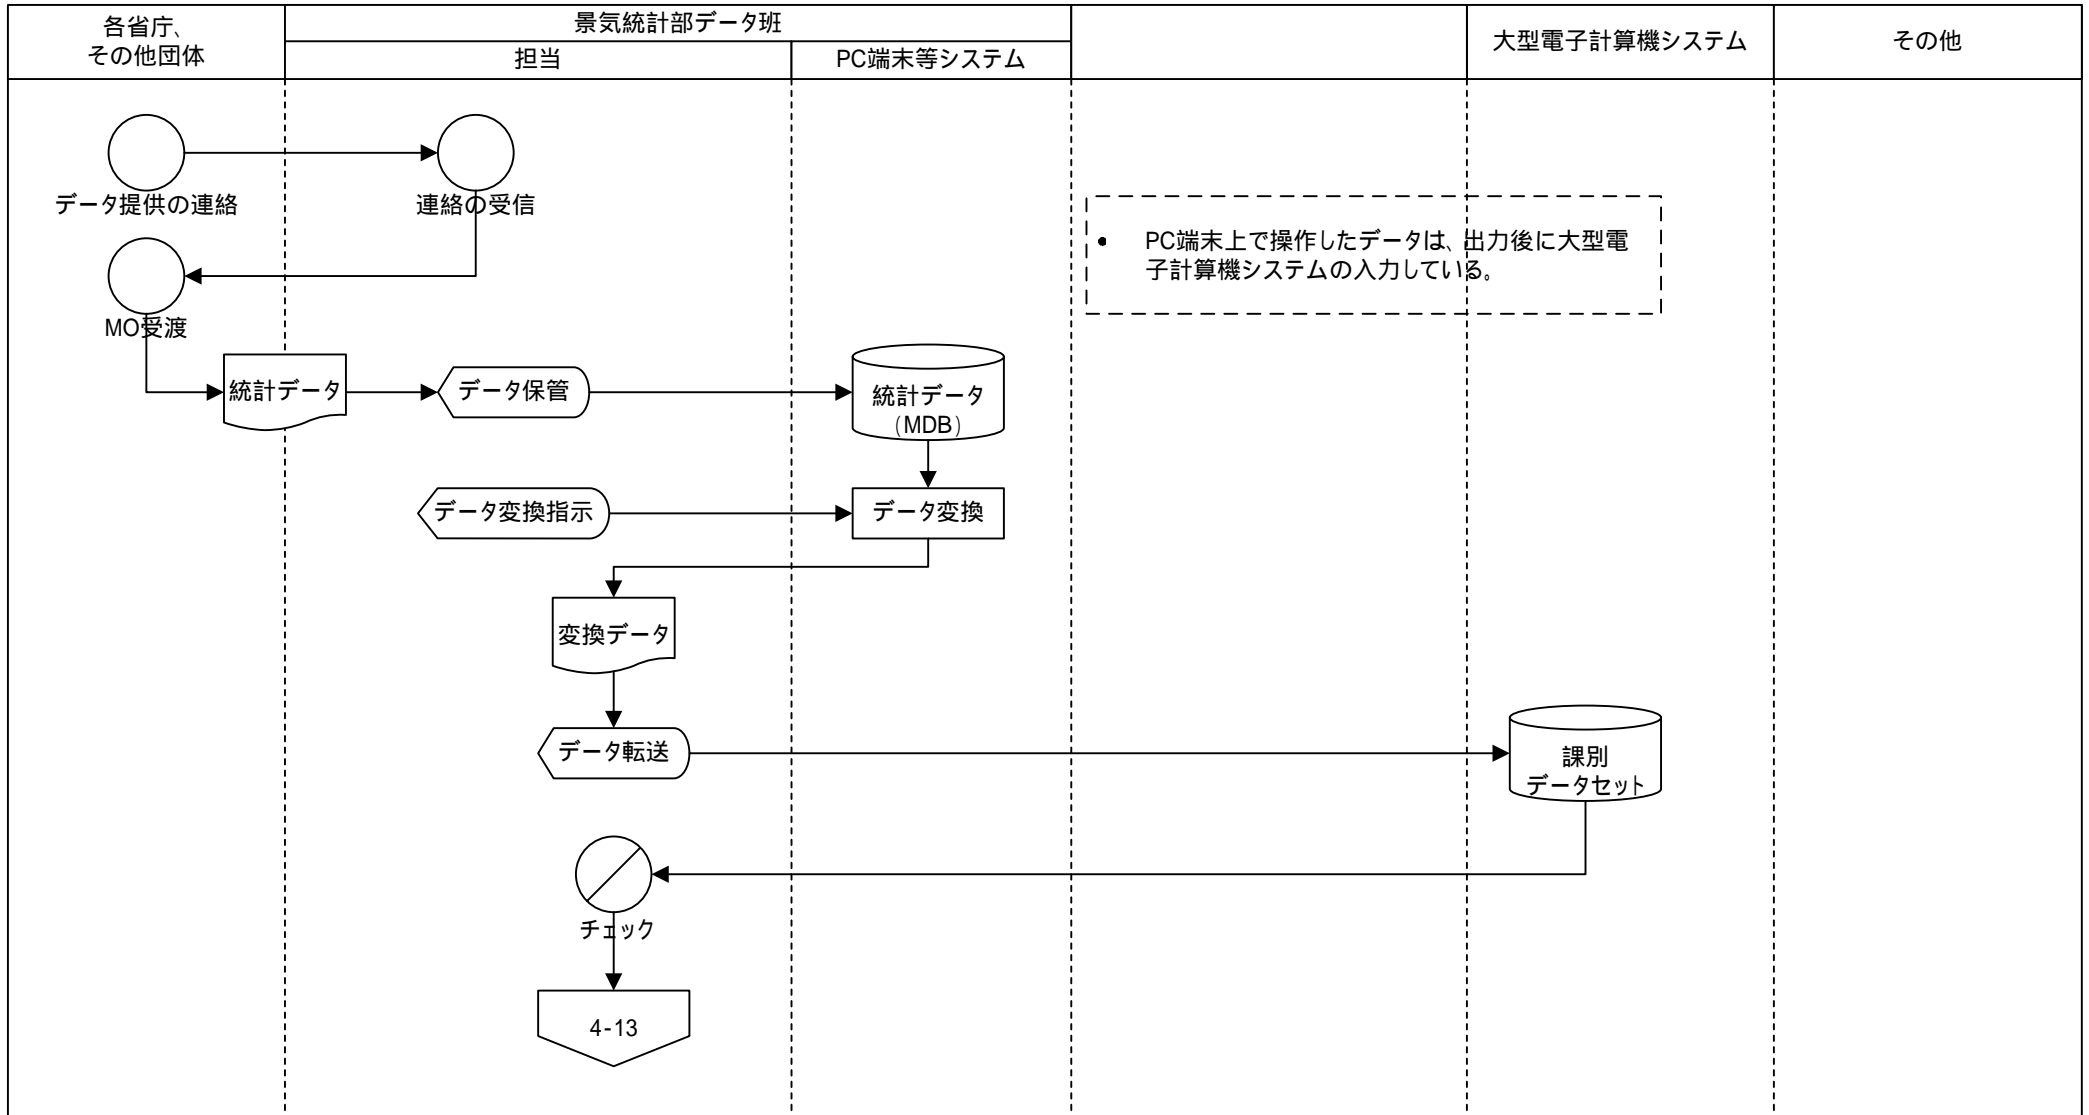 各省庁、
その他団体
景気統計部データ班
担当
PC端末等システム
大型電子計算機システム
その他
データ提供の連絡
連絡の受信
• PC端末上で操作したデータは、出力後に大型電
子計算機システムの入力している。
MO受渡
統計データ
データ保管
統計データ
(MDB)
データ変換指示
データ変換
変換データ
データ転送
課別
データセット
チェック
4-13